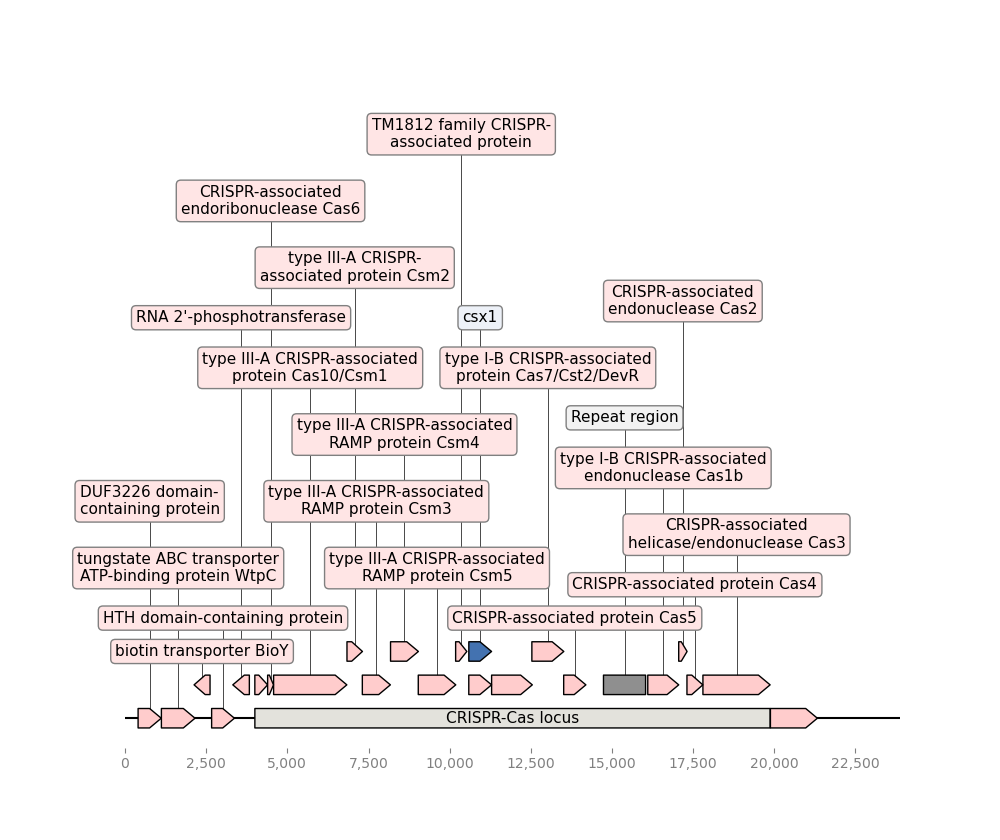 TM1812 family CRISPR-
associated protein
CRISPR-associated
endoribonuclease Cas6
type III-A CRISPR-
associated protein Csm2
CRISPR-associated
endonuclease Cas2
RNA 2'-phosphotransferase
csx1
type III-A CRISPR-associated
protein Cas10/Csm1
type I-B CRISPR-associated
protein Cas7/Cst2/DevR
Repeat region
type III-A CRISPR-associated
RAMP protein Csm4
type I-B CRISPR-associated
endonuclease Cas1b
DUF3226 domain-
containing protein
type III-A CRISPR-associated
RAMP protein Csm3
CRISPR-associated
helicase/endonuclease Cas3
tungstate ABC transporter
ATP-binding protein WtpC
type III-A CRISPR-associated
RAMP protein Csm5
CRISPR-associated protein Cas4
HTH domain-containing protein
CRISPR-associated protein Cas5
biotin transporter BioY
CRISPR-Cas locus
0 2,500 5,000 7,500 10,000 12,500 15,000 17,500 20,000 22,500